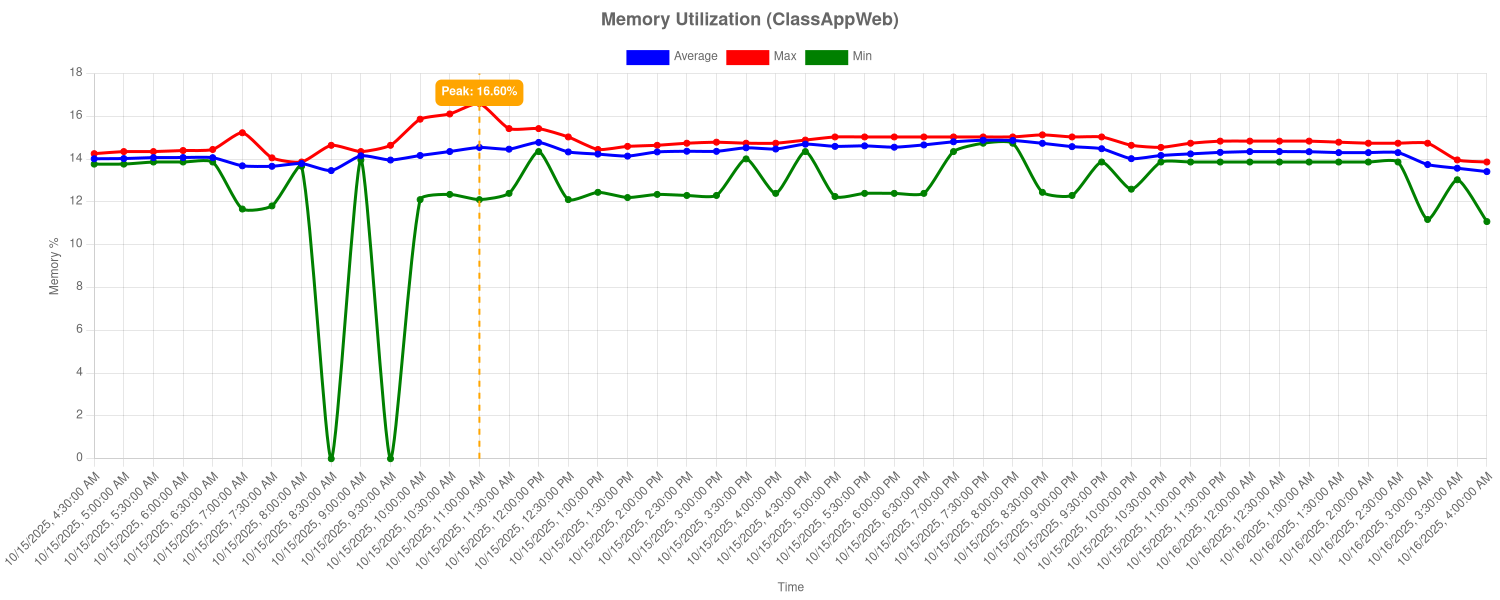 Memory Utilization (ClassAppWeb)
Average Max Min
Peak: 16.60%
18
16
14
12
10
8
6
4
2
0
Memory %
10/15/2025, 4:30:00 AM
10/15/2025, 5:00:00 AM
10/15/2025, 5:30:00 AM
10/15/2025, 6:00:00 AM
10/15/2025, 6:30:00 AM
10/15/2025, 7:00:00 AM
10/15/2025, 7:30:00 AM
10/15/2025, 8:00:00 AM
10/15/2025, 8:30:00 AM
10/15/2025, 9:00:00 AM
10/15/2025, 9:30:00 AM
10/15/2025, 10:00:00 AM
10/15/2025, 10:30:00 AM
10/15/2025, 11:00:00 AM
10/15/2025, 11:30:00 AM
10/15/2025, 12:00:00 PM
10/15/2025, 12:30:00 PM
10/15/2025, 1:00:00 PM
10/15/2025, 1:30:00 PM
10/15/2025, 2:00:00 PM
10/15/2025, 2:30:00 PM
10/15/2025, 3:00:00 PM
10/15/2025, 3:30:00 PM
10/15/2025, 4:00:00 PM
10/15/2025, 4:30:00 PM
10/15/2025, 5:00:00 PM
10/15/2025, 5:30:00 PM
10/15/2025, 6:00:00 PM
10/15/2025, 6:30:00 PM
10/15/2025, 7:00:00 PM
10/15/2025, 7:30:00 PM
10/15/2025, 8:00:00 PM
10/15/2025, 8:30:00 PM
10/15/2025, 9:00:00 PM
10/15/2025, 9:30:00 PM
10/15/2025, 10:00:00 PM
10/15/2025, 10:30:00 PM
10/15/2025, 11:00:00 PM
10/15/2025, 11:30:00 PM
10/16/2025, 12:00:00 AM
10/16/2025, 12:30:00 AM
10/16/2025, 1:00:00 AM
10/16/2025, 1:30:00 AM
10/16/2025, 2:00:00 AM
10/16/2025, 2:30:00 AM
10/16/2025, 3:00:00 AM
10/16/2025, 3:30:00 AM
10/16/2025, 4:00:00 AM
Time